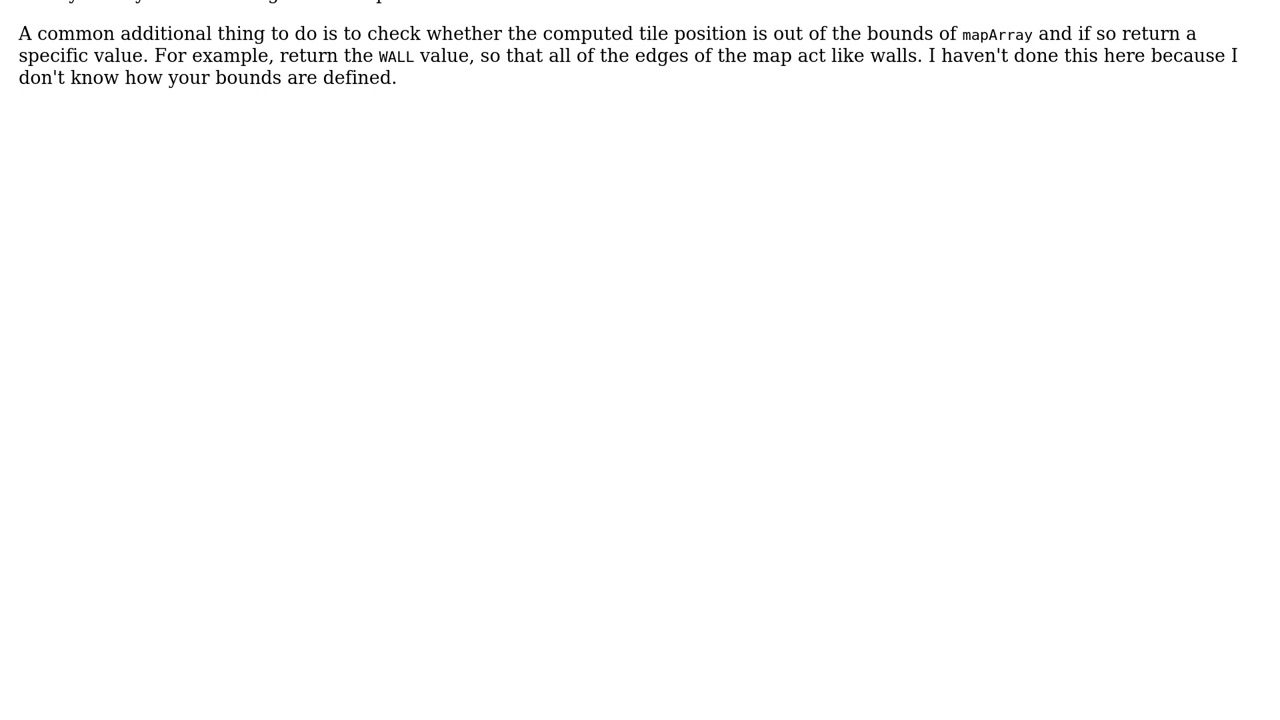 A common additional thing to do is to check whether the computed tile position is out of the bounds of mapArray and if so return a
specific value. For example, return the WALL value, so that all of the edges of the map act like walls. I haven't done this here because I
don't know how your bounds are defined.